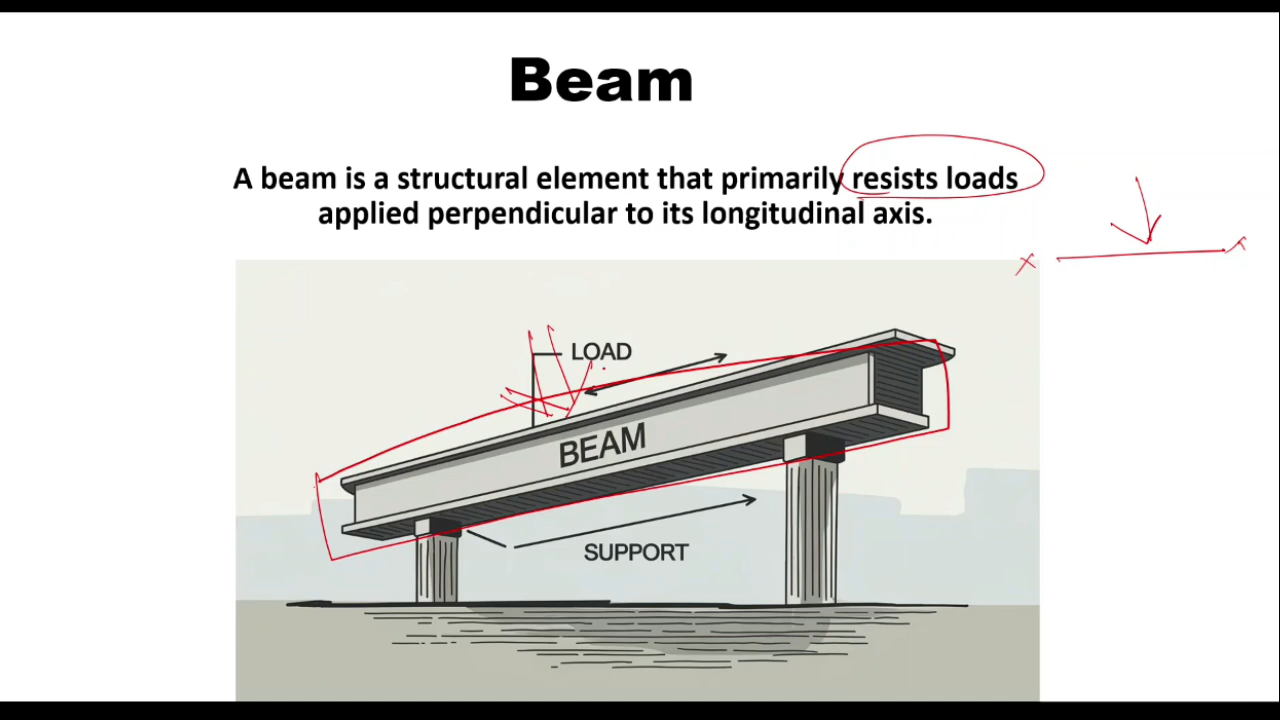 Beam
A beam is a structural element that primarily resists loads
applied perpendicular to its longitudinal axis.
LOAD
BEAM
SUPPORT
x
x